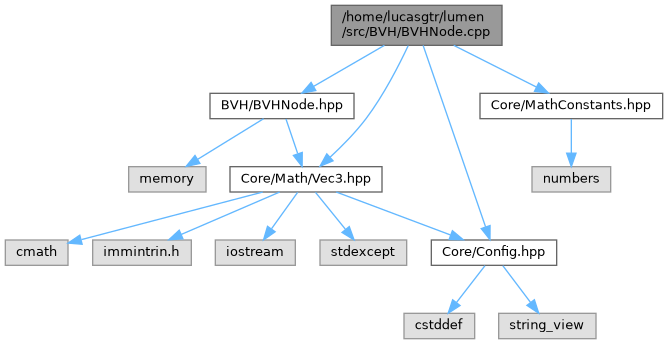 /home/lucasgtr/lumen
/src/BVH/BVHNode.cpp
BVH/BVHNode.hpp
Core/MathConstants.hpp
memory
Core/Math/Vec3.hpp
numbers
cmath
immintrin.h
iostream
stdexcept
Core/Config.hpp
cstddef
string_view